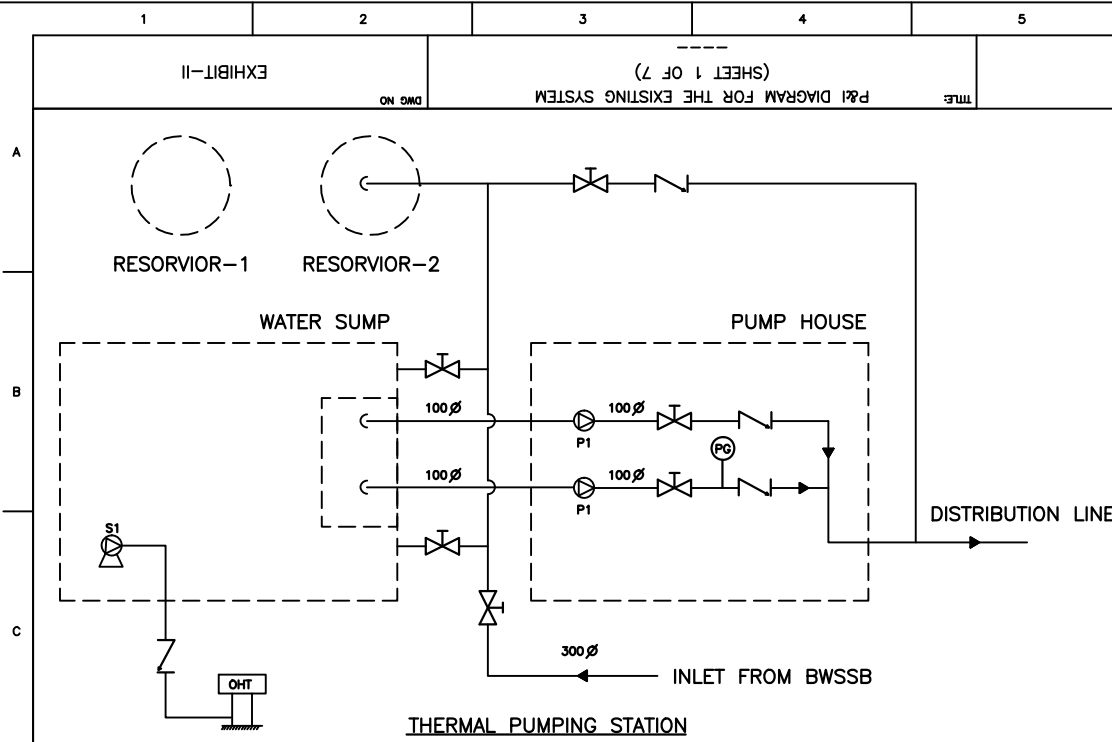 1 2 3 4 5
EXHIBIT-II
DWG NO
-----
(SHEET 1 OF 7)
P&I DIAGRAM FOR THE EXISTING SYSTEM
TITLE:
A
RESORVIOR-1 RESORVIOR-2
WATER SUMP PUMP HOUSE
B
100Ø 100Ø
P1
PG
100Ø 100Ø
P1
DISTRIBUTION LINE
S1
C
300Ø
INLET FROM BWSSB
OHT
THERMAL PUMPING STATION